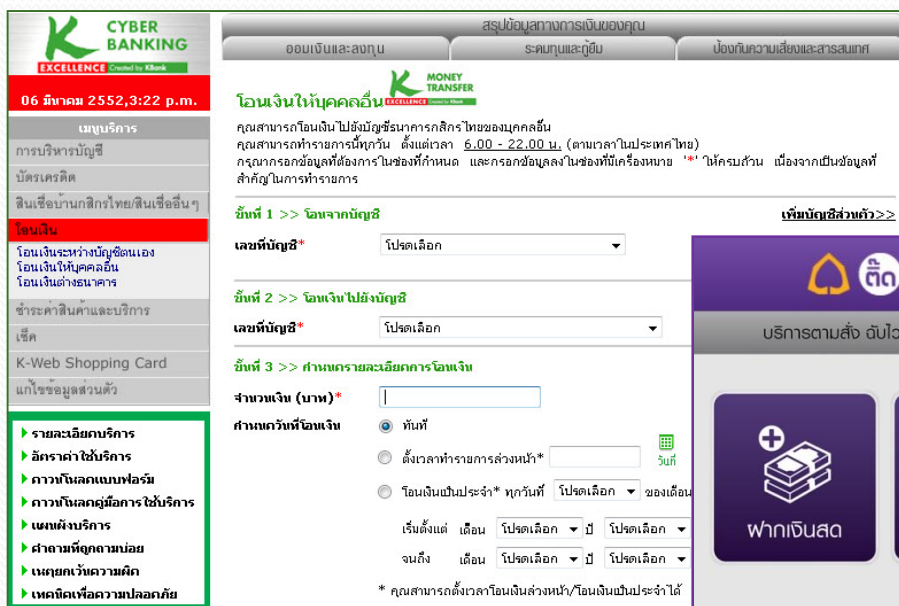 CYBER
BANKING
EXCELLENCE Created by KBank
06 มีนาคม 2552,3:22 p.m.
เมนูบริการ
การบริหารบัญชี
บัตรเครดิต
สินเชื่อบ้านกสิกรไทย/สินเชื่ออื่นๆ
โอนเงิน
โอนเงินระหว่างบัญชีตนเอง
โอนเงินให้บุคคลอื่น
โอนเงินต่างธนาคาร
ชำระค่าสินค้าและบริการ
เช็ค
K-Web Shopping Card
แก้ไขข้อมูลส่วนตัว
รายละเอียดบริการ
อัตราค่าใช้บริการ
ดาวน์โหลดแบบฟอร์ม
ดาวน์โหลดคู่มือการใช้บริการ
แผนผังบริการ
คำถามที่ถูกถามบ่อย
เหตุยกเว้นความผิด
เทคนิคเพื่อความปลอดภัย
สรุปข้อมูลทางการเงินของคุณ
ออมเงินและลงทุน ระดมทุนและกู้ยืม ป้องกันความเสี่ยงและสารสนเทศ
MONEY
TRANSFER
โอนเงินให้บุคคลอื่น EXCELLENCE
คุณสามารถโอนเงินไปยังบัญชีธนาคารกสิกรไทยของบุคคลอื่น
คุณสามารถทำรายการนี้ทุกวัน ตั้งแต่เวลา 6.00 - 22.00 น. (ตามเวลาในประเทศไทย)
กรุณากรอกข้อมูลที่ต้องการในช่องที่กำหนด และกรอกข้อมูลลงในช่องที่มีเครื่องหมาย '*' ให้ครบถ้วน เนื่องจากเป็นข้อมูลที่
สำคัญในการทำรายการ
ขั้นที่ 1 >> โอนจากบัญชี เพิ่มบัญชีส่วนตัว>>
เลขที่บัญชี* โปรดเลือก
ขั้นที่ 2 >> โอนเงินไปยังบัญชี
เลขที่บัญชี* โปรดเลือก
ขั้นที่ 3 >> กำหนดรายละเอียดการโอนเงิน
จำนวนเงิน (บาท)*
กำหนดวันที่โอนเงิน ทันที
ตั้งเวลาทำรายการล่วงหน้า* วันที่
โอนเงินเป็นประจำ* ทุกวันที่ โปรดเลือก ของเดือน
เริ่มตั้งแต่ เดือน โปรดเลือก ปี โปรดเลือก
จนถึง เดือน โปรดเลือก ปี โปรดเลือก
* คุณสามารถตั้งเวลาโอนเงินล่วงหน้า/โอนเงินเป็นประจำได้
ติ๊ด
บริการตามสั่ง ฉับไว
ฝากเงินสด